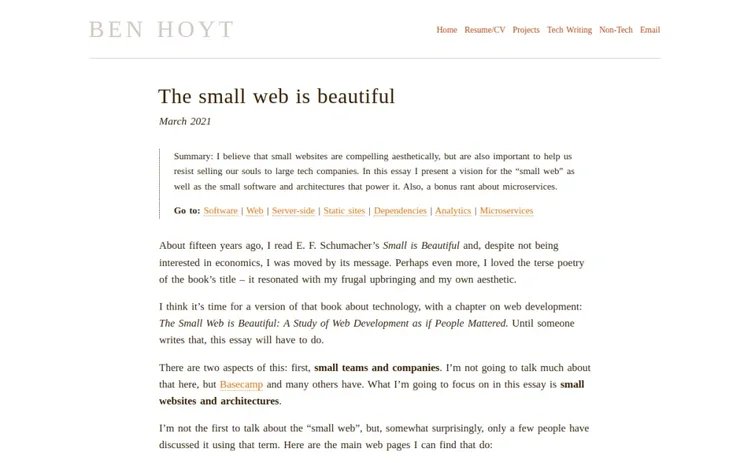 BEN HOYT
Home Resume/CV Projects Tech Writing Non-Tech Email
The small web is beautiful
March 2021
Summary: I believe that small websites are compelling aesthetically, but are also important to help us
resist selling our souls to large tech companies. In this essay I present a vision for the “small web” as
well as the small software and architectures that power it. Also, a bonus rant about microservices.
Go to: Software | Web | Server-side | Static sites | Dependencies | Analytics | Microservices
About fifteen years ago, I read E. F. Schumacher’s Small is Beautiful and, despite not being
interested in economics, I was moved by its message. Perhaps even more, I loved the terse poetry
of the book’s title – it resonated with my frugal upbringing and my own aesthetic.
I think it’s time for a version of that book about technology, with a chapter on web development:
The Small Web is Beautiful: A Study of Web Development as if People Mattered. Until someone
writes that, this essay will have to do.
There are two aspects of this: first, small teams and companies. I’m not going to talk much about
that here, but Basecamp and many others have. What I’m going to focus on in this essay is small
websites and architectures.
I’m not the first to talk about the “small web”, but, somewhat surprisingly, only a few people have
discussed it using that term. Here are the main web pages I can find that do: